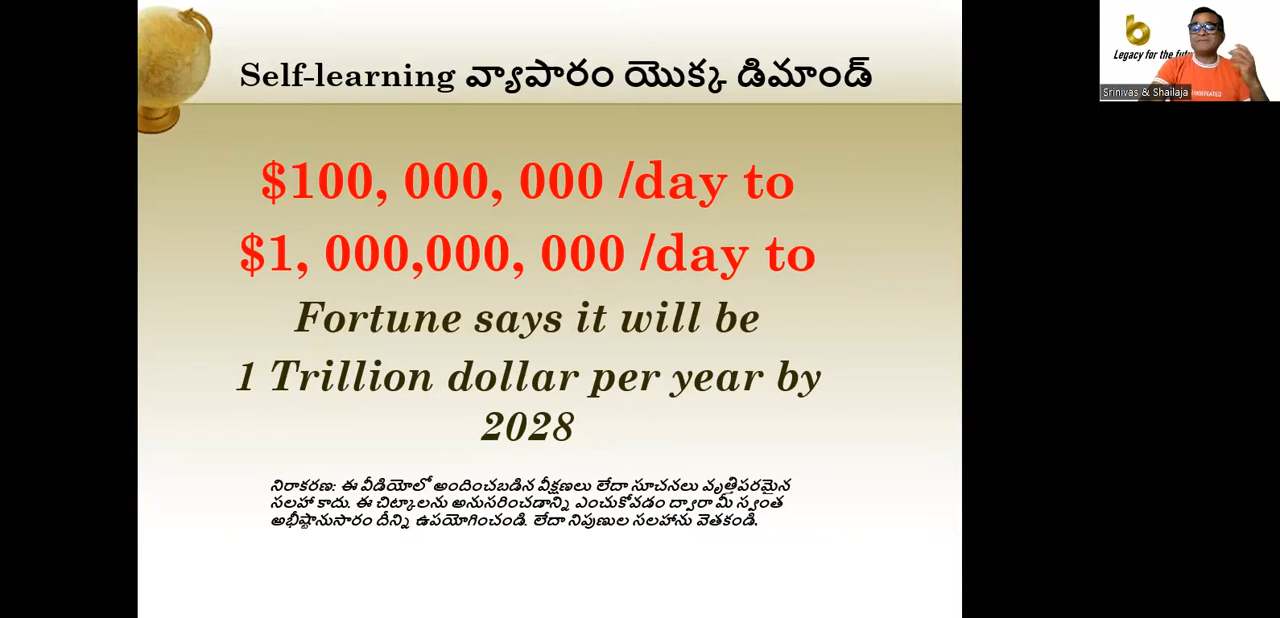 Self-learning వ్యాపారం యొక్క డిమాండ్
$100, 000, 000 /day to
$1, 000,000, 000 /day to
Fortune says it will be
1 Trillion dollar per year by
2028
నిరాకరణ: ఈ వీడియోలో అందించబడిన వీక్షణలు లేదా సూచనలు వృత్తిపరమైన
సలహా కాదు. ఈ చిట్కాలను అనుసరించడాన్ని ఎంచుకోవడం ద్వారా మీ స్వంత
అభీష్టానుసారం దీన్ని ఉపయోగించండి. లేదా నిపుణుల సలహాను వెతకండి.
b
Legacy for the
Srinivas & Shailaja